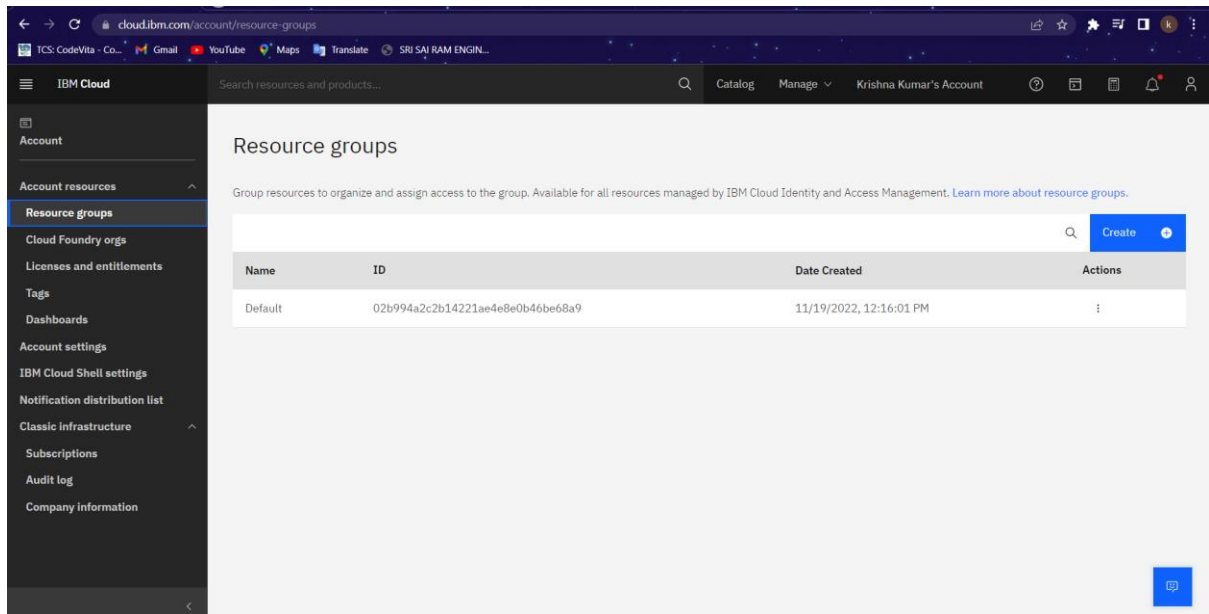 cloud.ibm.com/account/resource-groups
TCS: CodeVita - Co... Gmail YouTube Maps Translate SRI SAI RAM ENGIN...
IBM Cloud Search resources and products... Catalog Manage Krishna Kumar's Account
Account
Account resources
Resource groups
Cloud Foundry orgs
Licenses and entitlements
Tags
Dashboards
Account settings
IBM Cloud Shell settings
Notification distribution list
Classic infrastructure
Subscriptions
Audit log
Company information
Resource groups
Group resources to organize and assign access to the group. Available for all resources managed by IBM Cloud Identity and Access Management. Learn more about resource groups.
Create
Name ID Date Created Actions
Default 02b994a2c2b14221ae4e8e0b46be68a9 11/19/2022, 12:16:01 PM